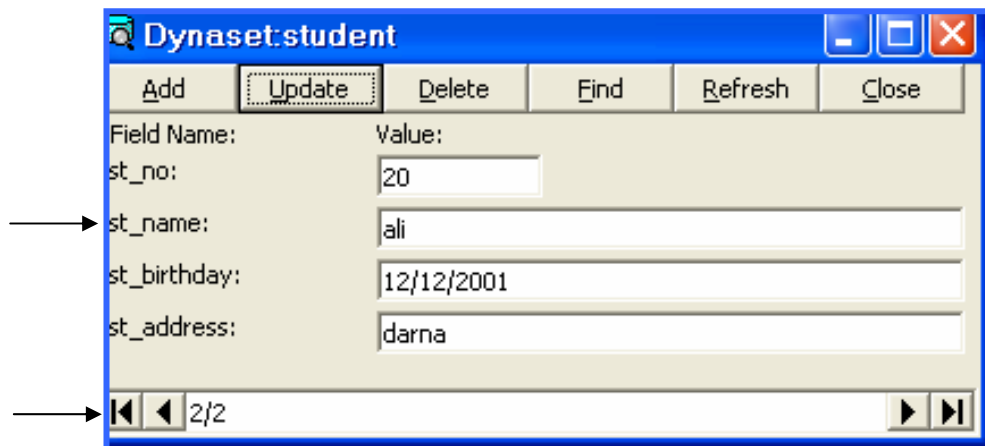 Dynaset:student
Add Update Delete Find Refresh Close
Field Name: Value:
st_no: 20
st_name: ali
st_birthday: 12/12/2001
st_address: darna
2/2